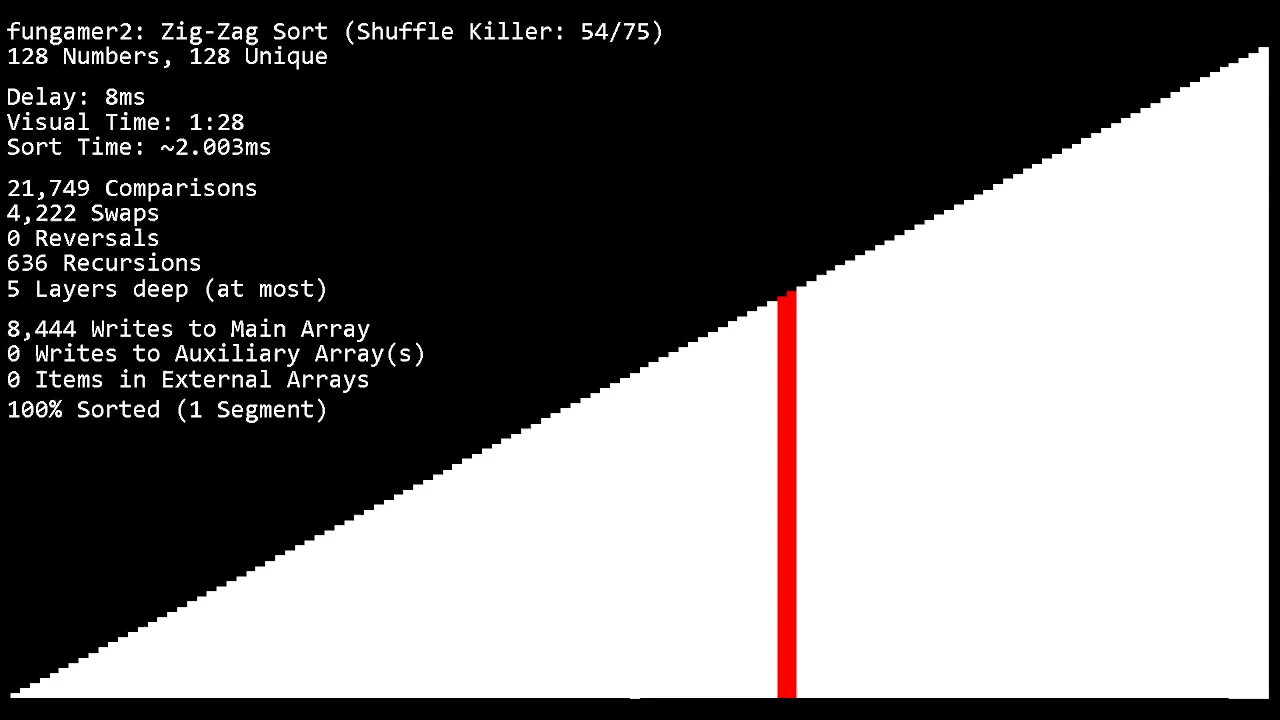 fungamer2: Zig-Zag Sort (Shuffle Killer: 54/75)
128 Numbers, 128 Unique
Delay: 8ms
Visual Time: 1:28
Sort Time: ~2.003ms
21,749 Comparisons
4,222 Swaps
0 Reversals
636 Recursions
5 Layers deep (at most)
8,444 Writes to Main Array
0 Writes to Auxiliary Array(s)
0 Items in External Arrays
100% Sorted (1 Segment)